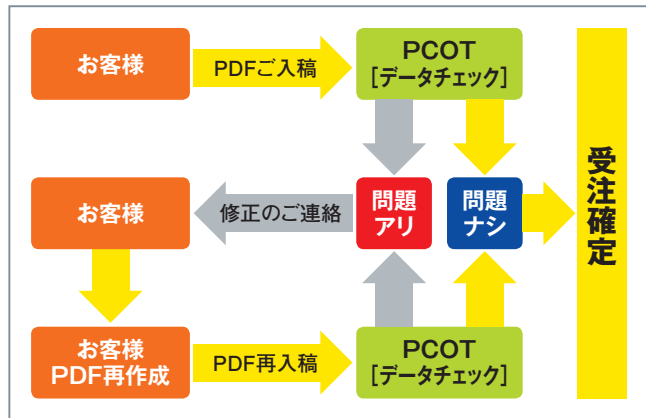 お客様
PDFご入稿
PCOT
[データチェック]
お客様
修正のご連絡
問題
アリ
問題
ナシ
受注確定
お客様
PDF再作成
PDF再入稿
PCOT
[データチェック]